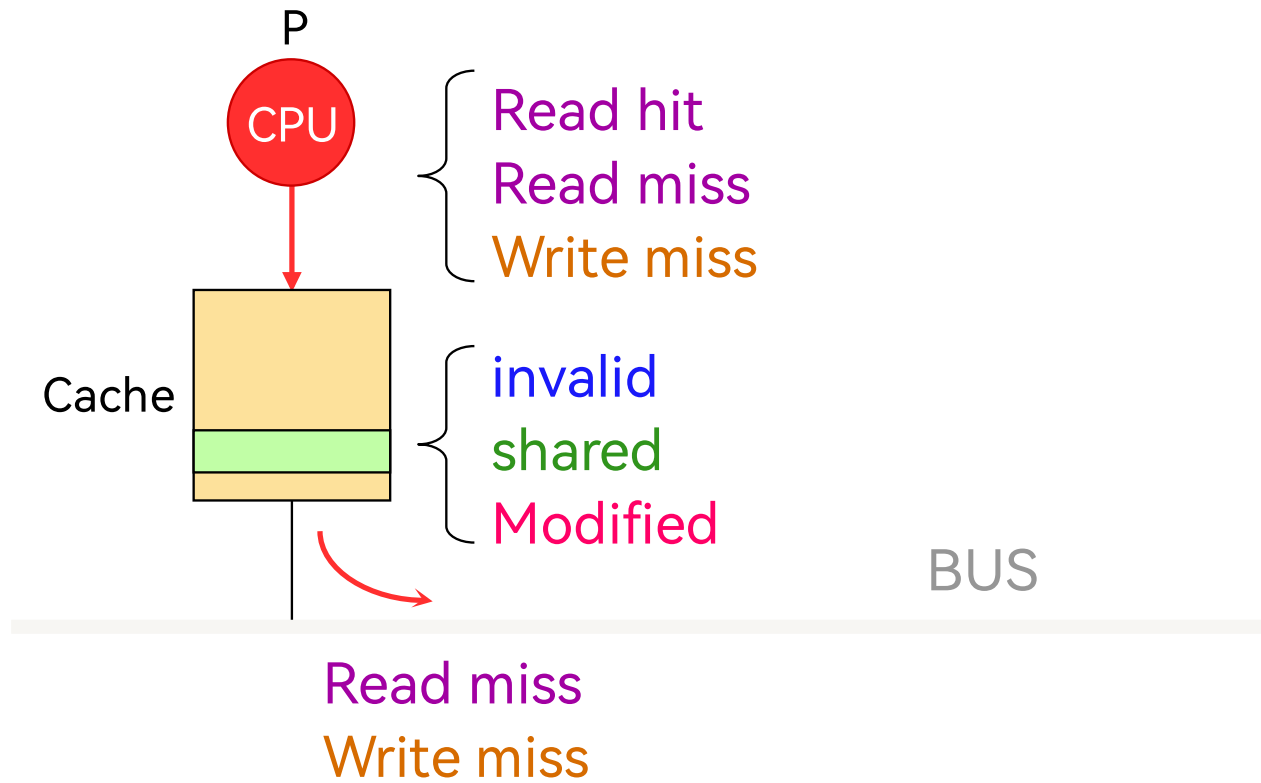 P
CPU
Read hit
Read miss
Write miss
Cache
invalid
shared
Modified
BUS
Read miss
Write miss